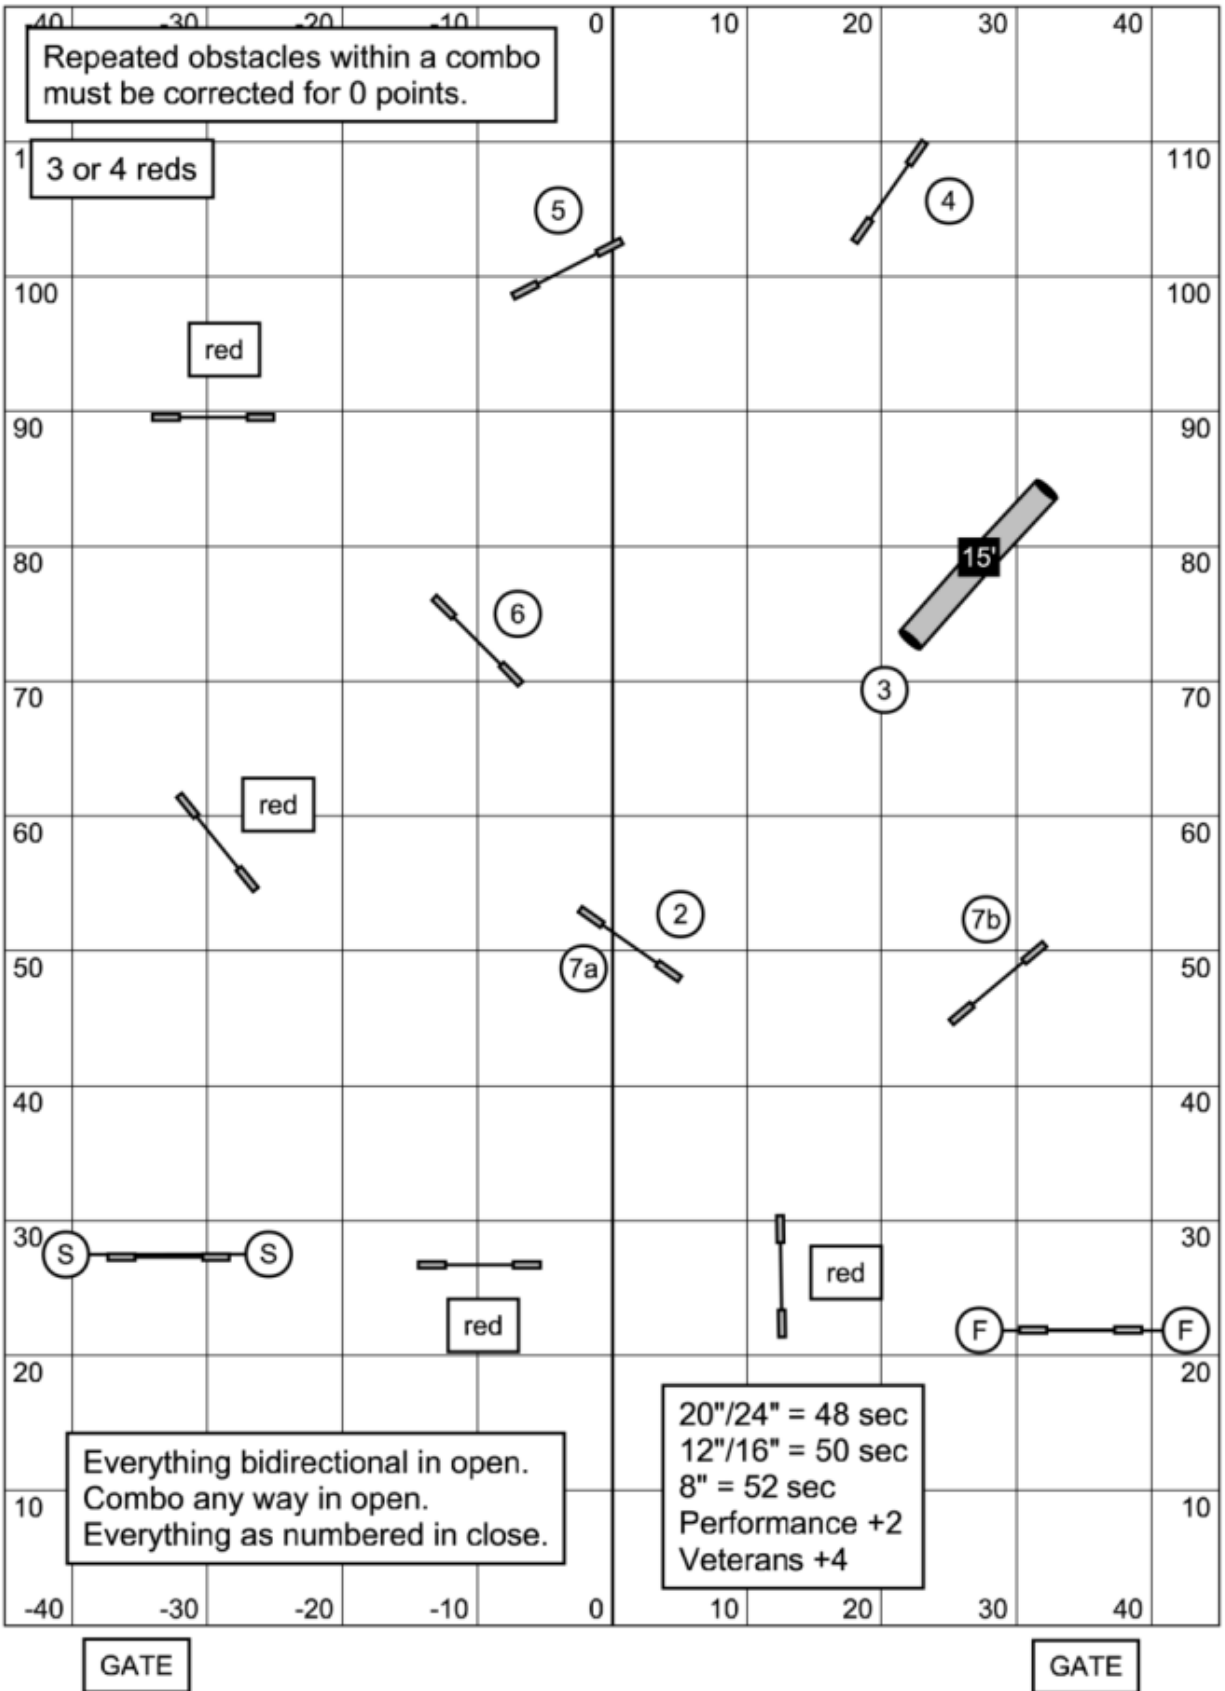 -40 -30 -20 -10 0 10 20 30 40
Repeated obstacles within a combo
must be corrected for 0 points.
3 or 4 reds
110
5
4
100 100
red
90 90
80 15' 80
6
70 3 70
red
60 60
2
7b
50 7a 50
40 40
30 30
S S
red
red
F F
20 20
20"/24" = 48 sec
12"/16" = 50 sec
8" = 52 sec
Performance +2
Veterans +4
Everything bidirectional in open.
Combo any way in open.
Everything as numbered in close.
10 10
-40 -30 -20 -10 0 10 20 30 40
GATE GATE